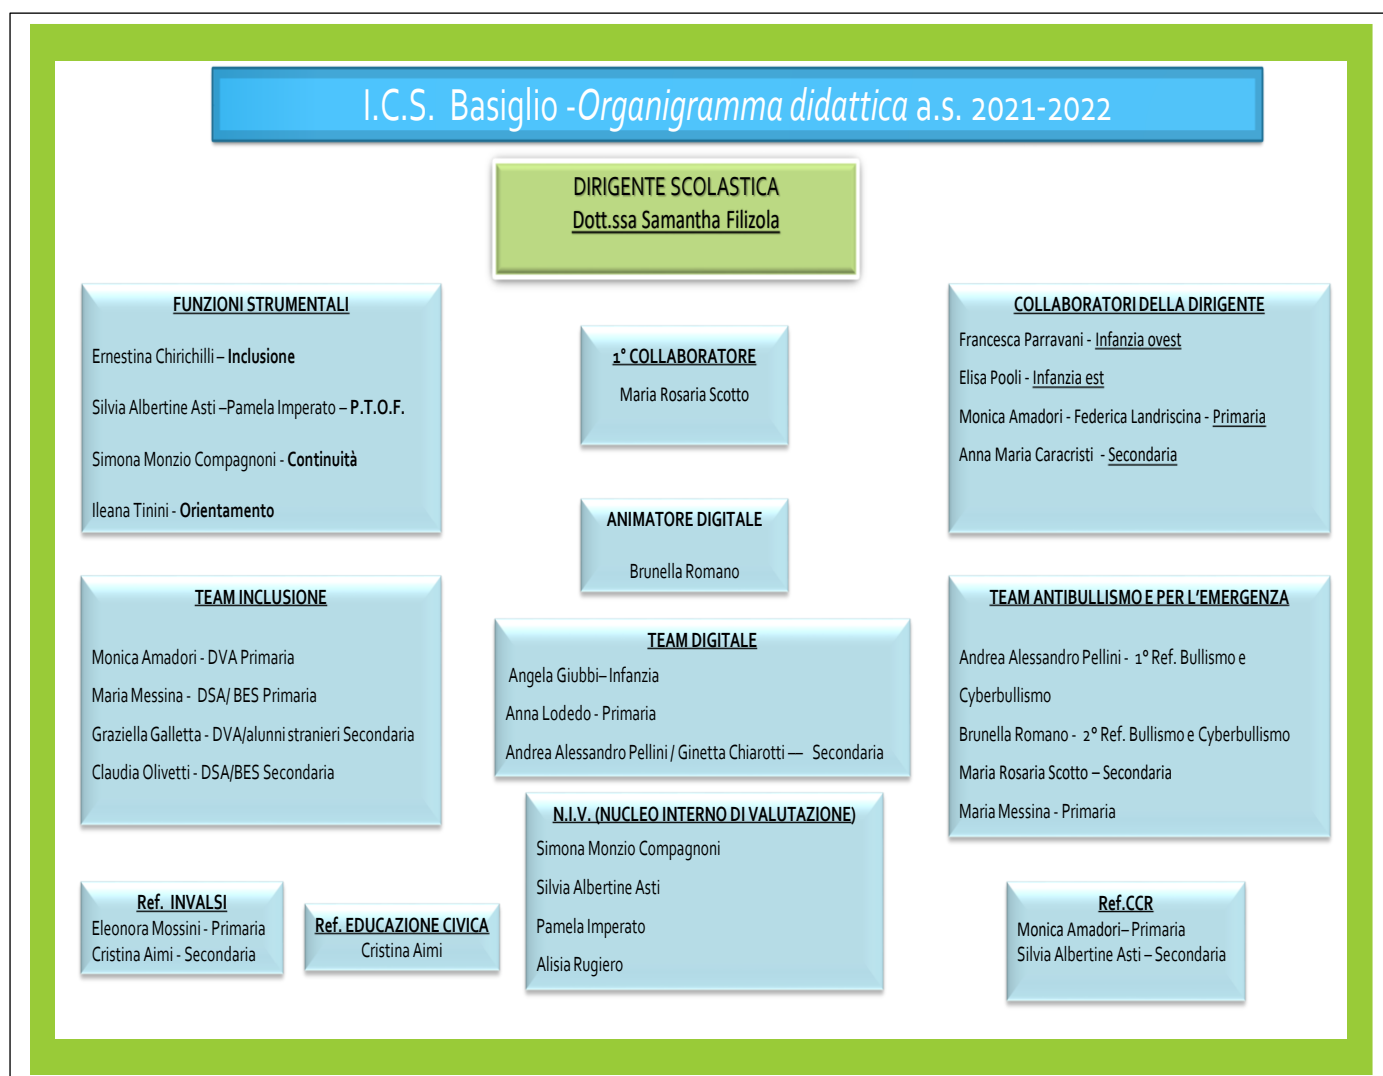 I.C.S. Basiglio -Organigramma didattica a.s. 2021-2022
DIRIGENTE SCOLASTICA
Dott.ssa Samantha Filizola
FUNZIONI STRUMENTALI
Ernestina Chirichilli – Inclusione
Silvia Albertine Asti –Pamela Imperato – P.T.O.F.
Simona Monzio Compagnoni - Continuità
Ileana Tinini - Orientamento
1° COLLABORATORE
Maria Rosaria Scotto
COLLABORATORI DELLA DIRIGENTE
Francesca Parravani - Infanzia ovest
Elisa Pooli - Infanzia est
Monica Amadori - Federica Landriscina - Primaria
Anna Maria Caracristi - Secondaria
ANIMATORE DIGITALE
Brunella Romano
TEAM INCLUSIONE
Monica Amadori - DVA Primaria
Maria Messina - DSA/ BES Primaria
Graziella Galletta - DVA/alunni stranieri Secondaria
Claudia Olivetti - DSA/BES Secondaria
TEAM DIGITALE
Angela Giubbi– Infanzia
Anna Lodedo - Primaria
Andrea Alessandro Pellini / Ginetta Chiarotti — Secondaria
TEAM ANTIBULLISMO E PER L'EMERGENZA
Andrea Alessandro Pellini - 1° Ref. Bullismo e
Cyberbullismo
Brunella Romano - 2° Ref. Bullismo e Cyberbullismo
Maria Rosaria Scotto – Secondaria
Maria Messina - Primaria
N.I.V. (NUCLEO INTERNO DI VALUTAZIONE)
Simona Monzio Compagnoni
Silvia Albertine Asti
Pamela Imperato
Alisia Rugiero
Ref. INVALSI
Eleonora Mossini - Primaria
Cristina Aimi - Secondaria
Ref. EDUCAZIONE CIVICA
Cristina Aimi
Ref.CCR
Monica Amadori– Primaria
Silvia Albertine Asti – Secondaria